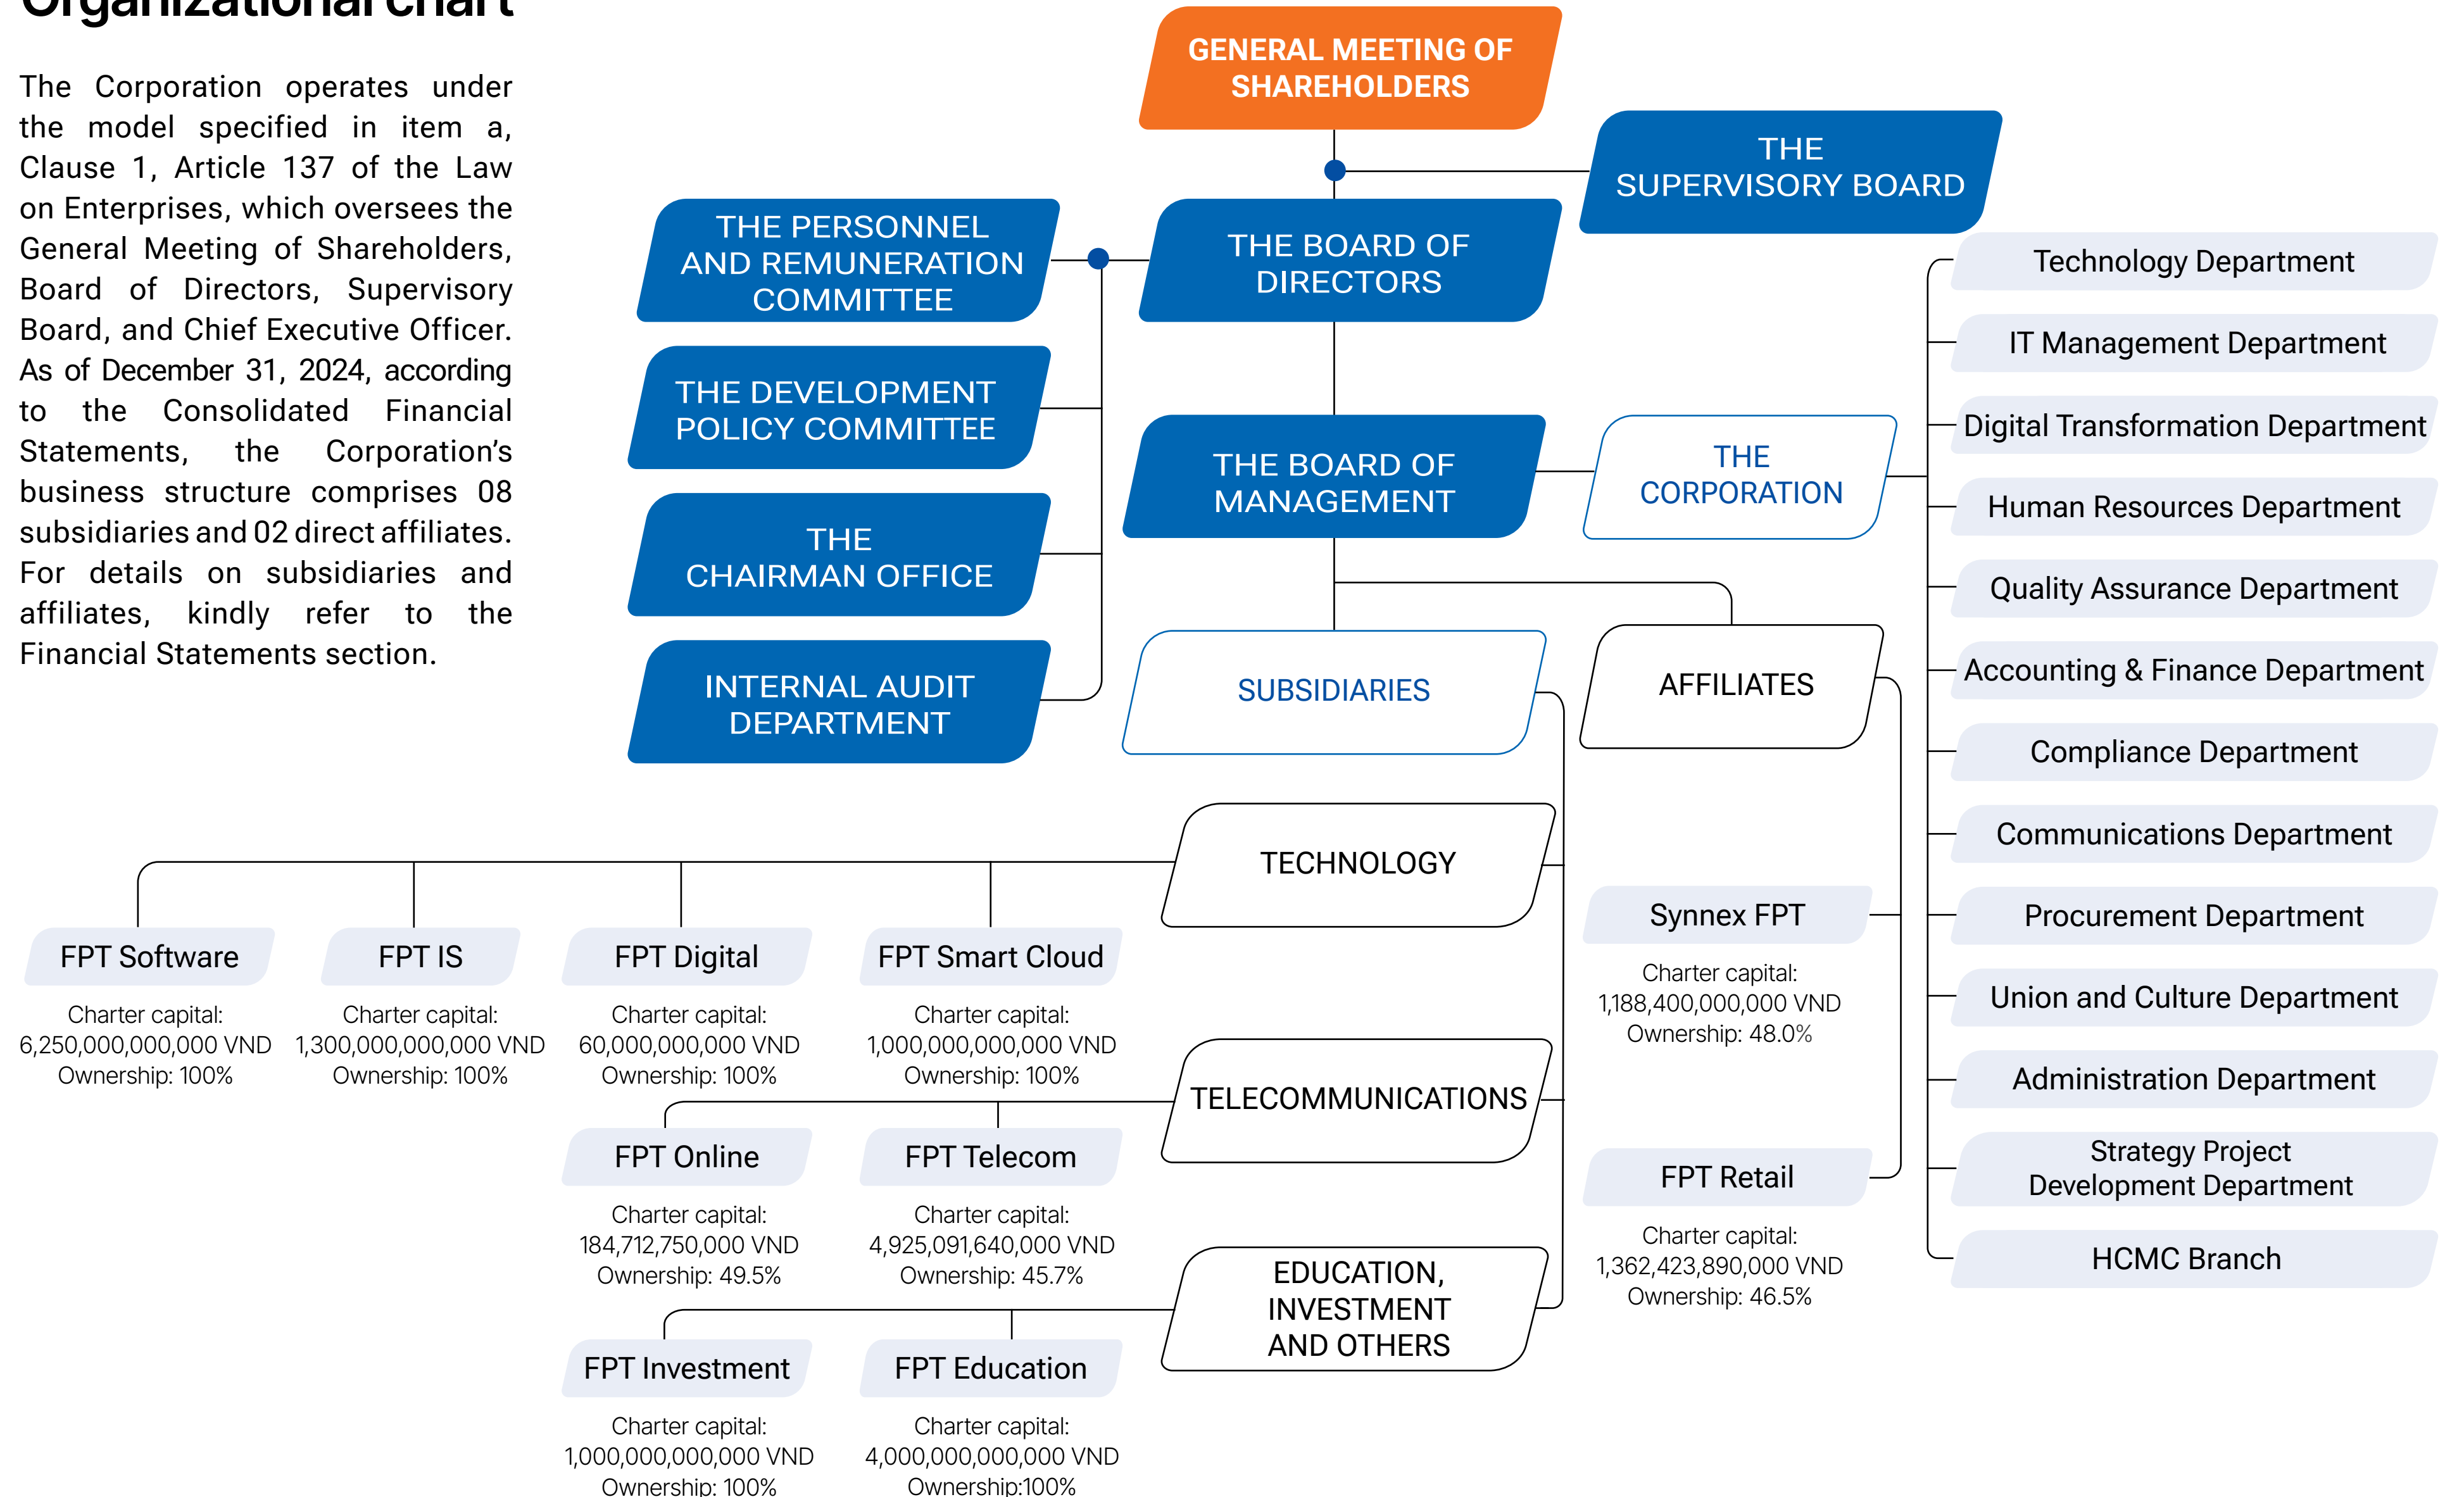 Organizational chart
The Corporation operates under
the model specified in item a,
Clause 1, Article 137 of the Law
on Enterprises, which oversees the
General Meeting of Shareholders,
Board of Directors, Supervisory
Board, and Chief Executive Officer.
As of December 31, 2024, according
to the Consolidated Financial
Statements, the Corporation’s
business structure comprises 08
subsidiaries and 02 direct affiliates.
For details on subsidiaries and
affiliates, kindly refer to the
Financial Statements section.
GENERAL MEETING OF
SHAREHOLDERS
THE
SUPERVISORY BOARD
THE BOARD OF
DIRECTORS
THE PERSONNEL
AND REMUNERATION
COMMITTEE
THE DEVELOPMENT
POLICY COMMITTEE
THE
CHAIRMAN OFFICE
INTERNAL AUDIT
DEPARTMENT
THE BOARD OF
MANAGEMENT
THE
CORPORATION
Technology Department
IT Management Department
Digital Transformation Department
Human Resources Department
Quality Assurance Department
Accounting & Finance Department
Compliance Department
Communications Department
Procurement Department
Union and Culture Department
Administration Department
Strategy Project
Development Department
HCMC Branch
SUBSIDIARIES
AFFILIATES
TECHNOLOGY
FPT Software
Charter capital:
6,250,000,000,000 VND
Ownership: 100%
FPT IS
Charter capital:
1,300,000,000,000 VND
Ownership: 100%
FPT Digital
Charter capital:
60,000,000,000 VND
Ownership: 100%
FPT Smart Cloud
Charter capital:
1,000,000,000,000 VND
Ownership: 100%
TELECOMMUNICATIONS
FPT Online
Charter capital:
184,712,750,000 VND
Ownership: 49.5%
FPT Telecom
Charter capital:
4,925,091,640,000 VND
Ownership: 45.7%
EDUCATION,
INVESTMENT
AND OTHERS
FPT Investment
Charter capital:
1,000,000,000,000 VND
Ownership: 100%
FPT Education
Charter capital:
4,000,000,000,000 VND
Ownership:100%
Synnex FPT
Charter capital:
1,188,400,000,000 VND
Ownership: 48.0%
FPT Retail
Charter capital:
1,362,423,890,000 VND
Ownership: 46.5%